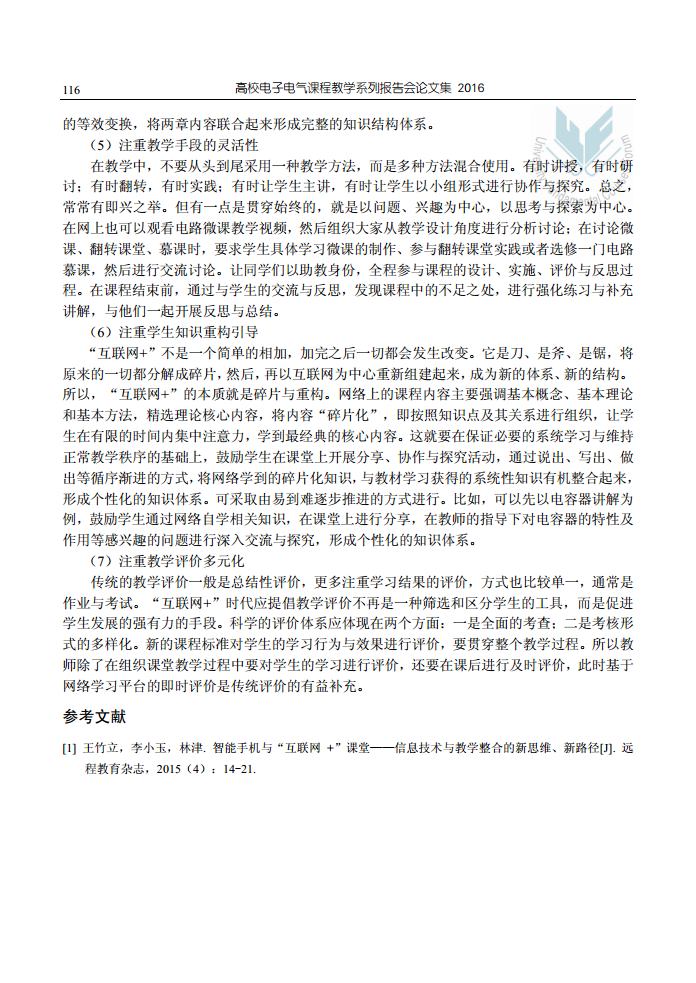 116
高校电子电气课程教学系列报告会论文集 2016
的等效变换，将两章内容联合起来形成完整的知识结构体系。
（5）注重教学手段的灵活性
在教学中，不要从头到尾采用一种教学方法，而是多种方法混合使用。有时讲授，有时研
讨；有时翻转，有时实践；有时让学生主讲，有时让学生以小组形式进行协作与探究。总之，
常常有即兴之举。但有一点是贯穿始终的，就是以问题、兴趣为中心，以思考与探索为中心。
在网上也可以观看电路微课教学视频，然后组织大家从教学设计角度进行分析讨论；在讨论微
课、翻转课堂、慕课时，要求学生具体学习微课的制作、参与翻转课堂实践或者选修一门电路
慕课，然后进行交流讨论。让同学们以助教身份，全程参与课程的设计、实施、评价与反思过
程。在课程结束前，通过与学生的交流与反思，发现课程中的不足之处，进行强化练习与补充
讲解，与他们一起开展反思与总结。
（6）注重学生知识重构引导
“互联网+”不是一个简单的相加，加完之后一切都会发生改变。它是刀、是斧、是锯，将
原来的一切都分解成碎片，然后，再以互联网为中心重新组建起来，成为新的体系、新的结构。
所以，“互联网+”的本质就是碎片与重构。网络上的课程内容主要强调基本概念、基本理论
和基本方法，精选理论核心内容，将内容“碎片化”，即按照知识点及其关系进行组织，让学
生在有限的时间内集中注意力，学到最经典的核心内容。这就要在保证必要的系统学习与维持
正常教学秩序的基础上，鼓励学生在课堂上开展分享、协作与探究活动，通过说出、写出、做
出等循序渐进的方式，将网络学到的碎片化知识，与教材学习获得的系统性知识有机整合起来，
形成个性化的知识体系。可采取由易到难逐步推进的方式进行。比如，可以先以电容器讲解为
例，鼓励学生通过网络自学相关知识，在课堂上进行分享，在教师的指导下对电容器的特性及
作用等感兴趣的问题进行深入交流与探究，形成个性化的知识体系。
（7）注重教学评价多元化
传统的教学评价一般是总结性评价，更多注重学习结果的评价，方式也比较单一，通常是
作业与考试。“互联网+”时代应提倡教学评价不再是一种筛选和区分学生的工具，而是促进
学生发展的强有力的手段。科学的评价体系应体现在两个方面：一是全面的考查；二是考核形
式的多样化。新的课程标准对学生的学习行为与效果进行评价，要贯穿整个教学过程。所以教
师除了在组织课堂教学过程中要对学生的学习进行评价，还要在课后进行及时评价，此时基于
网络学习平台的即时评价是传统评价的有益补充。
参考文献
[1] 王竹立，李小玉，林津. 智能手机与“互联网 +”课堂——信息技术与教学整合的新思维、新路径[J]. 远
程教育杂志，2015（4）：14-21.